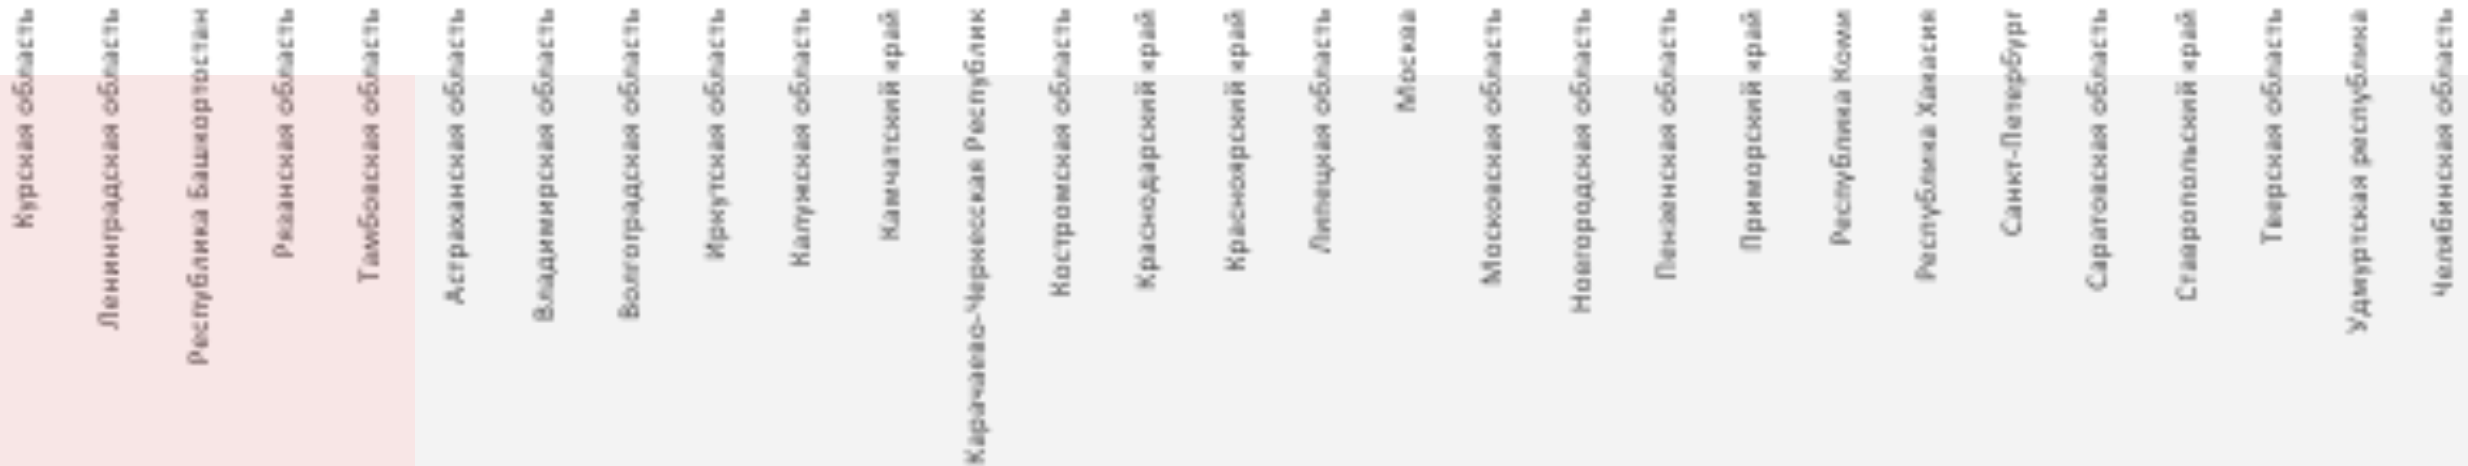 Курская область
Ленинградская область
Республика Башкортостан
Рязанская область
Тамбовская область
Астраханская область
Владимирская область
Волгоградская область
Иркутская область
Калужская область
Камчатский край
Карачаево-Черкесская Республик
Костромская область
Краснодарский край
Красноярский край
Липецкая область
Москва
Московская область
Новгородская область
Пензенская область
Приморский край
Республика Коми
Республика Хакасия
Санкт-Петербург
Саратовская область
Ставропольский край
Тверская область
Удмуртская республика
Челябинская область